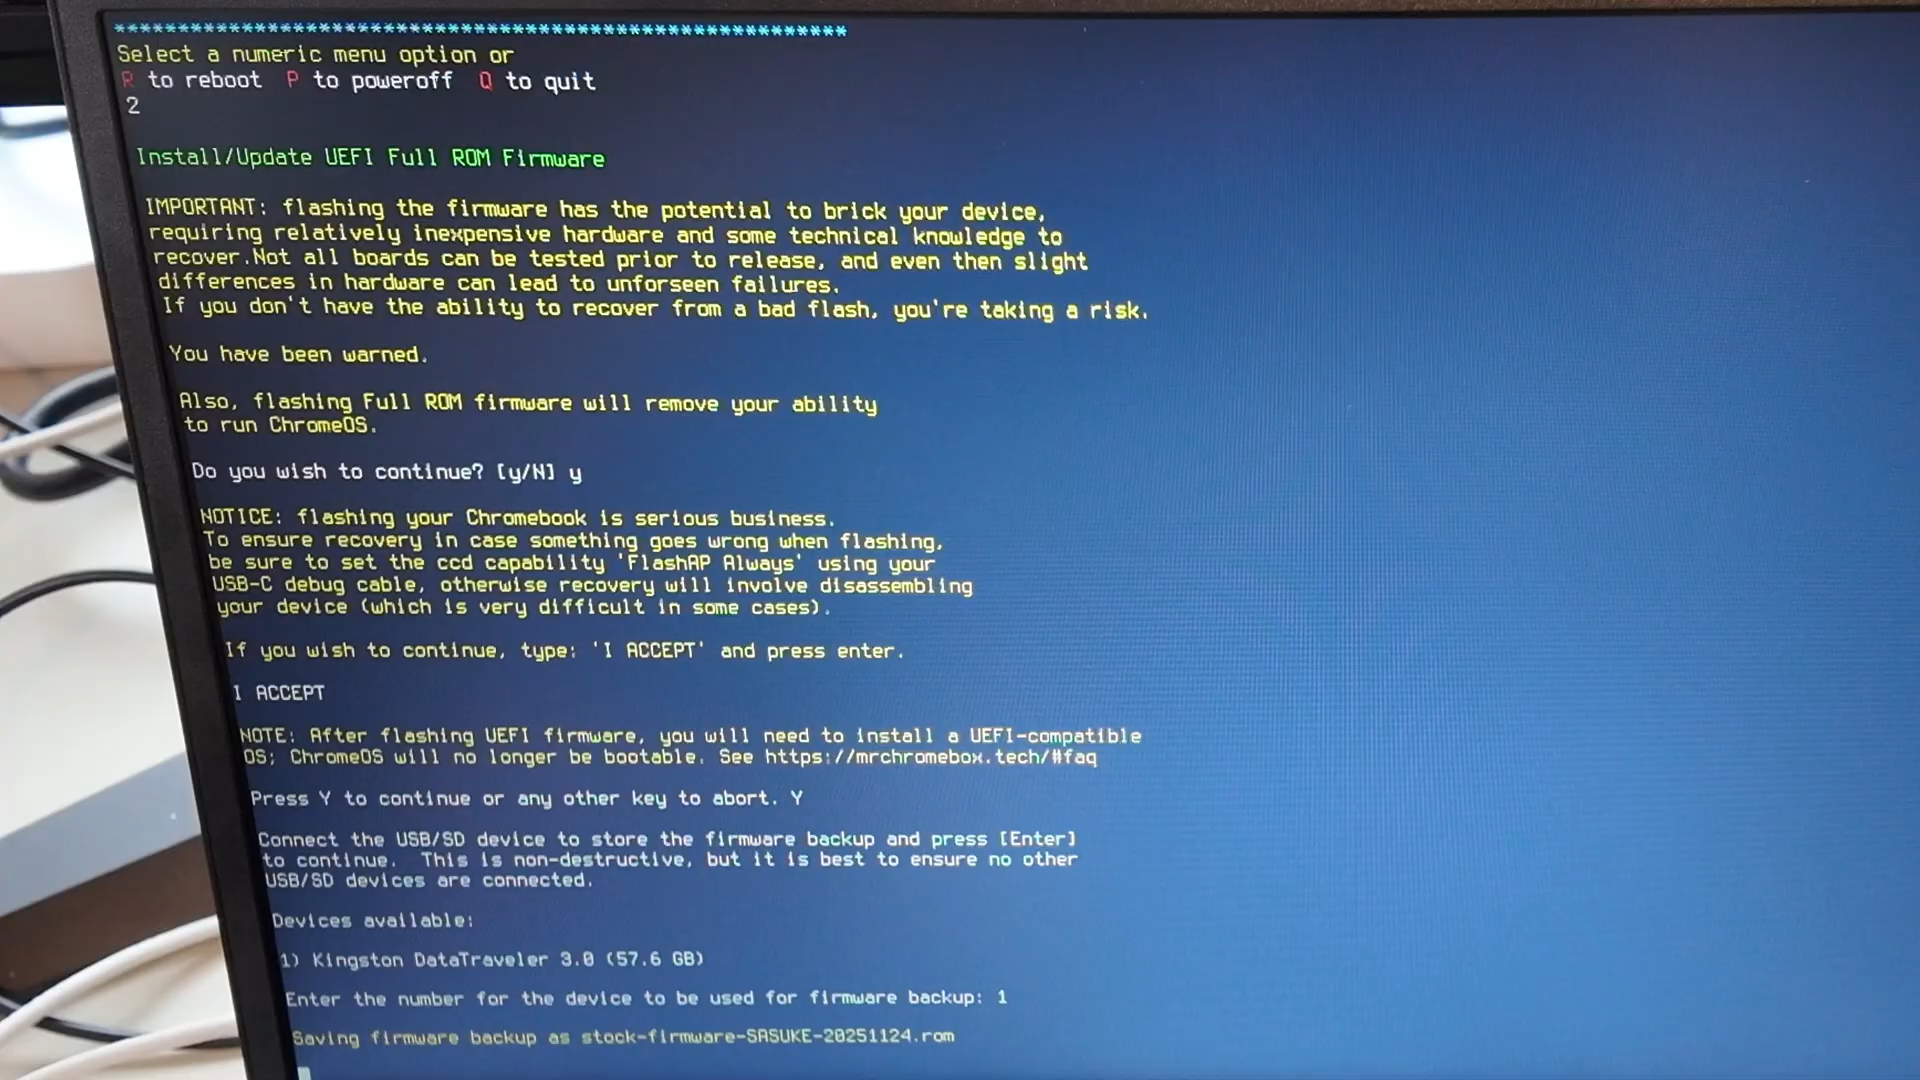 ****************************************************************
Select a numeric menu option or
R to reboot P to poweroff Q to quit
2
Install/Update UEFI Full ROM Firmware
IMPORTANT: flashing the firmware has the potential to brick your device,
requiring relatively inexpensive hardware and some technical knowledge to
recover.Not all boards can be tested prior to release, and even then slight
differences in hardware can lead to unforseen failures.
If you don't have the ability to recover from a bad flash, you're taking a risk.
You have been warned.
Also, flashing Full ROM firmware will remove your ability
to run ChromeOS.
Do you wish to continue? [y/N] y
NOTICE: flashing your Chromebook is serious business.
To ensure recovery in case something goes wrong when flashing,
be sure to set the ccd capability 'FlashAP Always' using your
USB-C debug cable, otherwise recovery will involve disassembling
your device (which is very difficult in some cases).
If you wish to continue, type: 'I ACCEPT' and press enter.
I ACCEPT
NOTE: After flashing UEFI firmware, you will need to install a UEFI-compatible
OS; ChromeOS will no longer be bootable. See https://mrchromebox.tech/#faq
Press Y to continue or any other key to abort. Y
Connect the USB/SD device to store the firmware backup and press [Enter]
to continue. This is non-destructive, but it is best to ensure no other
USB/SD devices are connected.
Devices available:
1) Kingston DataTraveler 3.0 (57.6 GB)
Enter the number for the device to be used for firmware backup: 1
Saving firmware backup as stock-firmware-SASUKE-20251124.rom